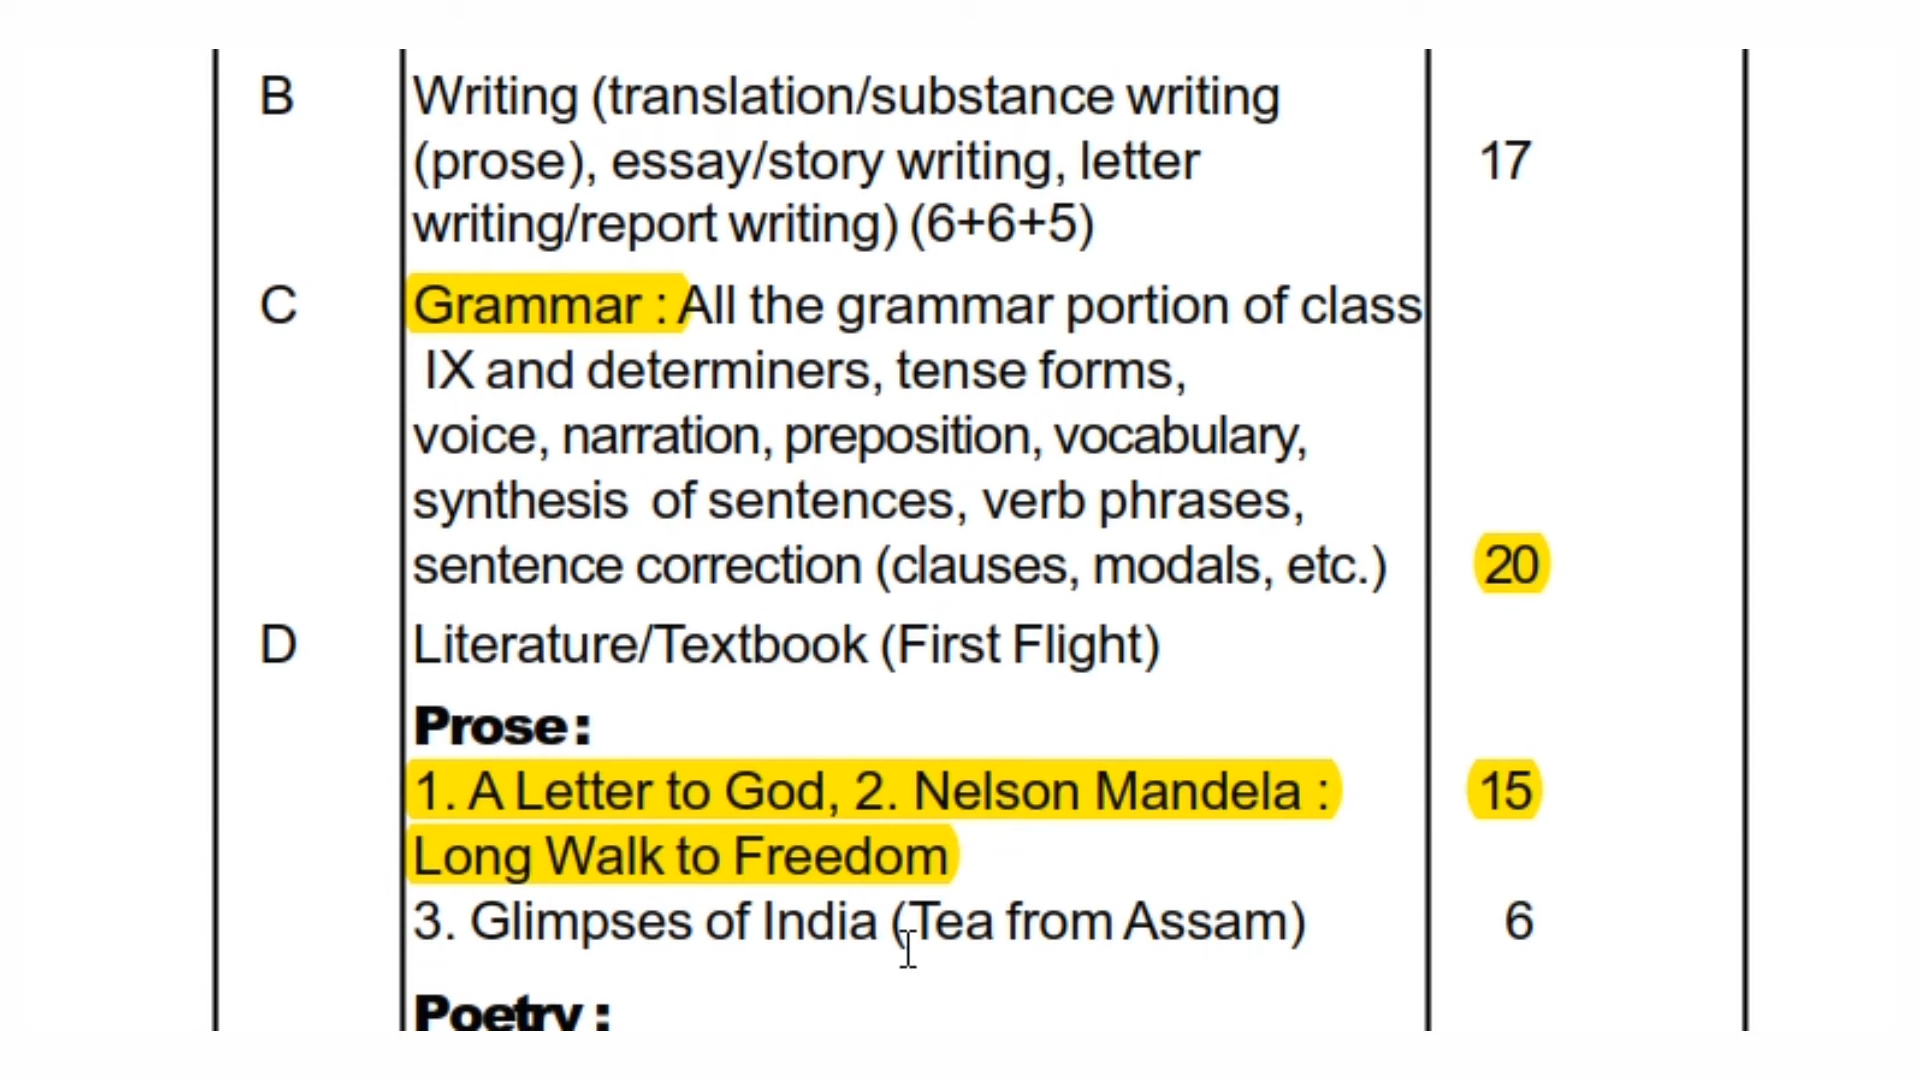 B Writing (translation/substance writing
(prose), essay/story writing, letter 17
writing/report writing) (6+6+5)
C Grammar : All the grammar portion of class
IX and determiners, tense forms,
voice, narration, preposition, vocabulary,
synthesis of sentences, verb phrases,
sentence correction (clauses, modals, etc.) 20
D Literature/Textbook (First Flight)
Prose:
1. A Letter to God, 2. Nelson Mandela : 15
Long Walk to Freedom
3. Glimpses of India (Tea from Assam) 6
Poetry :